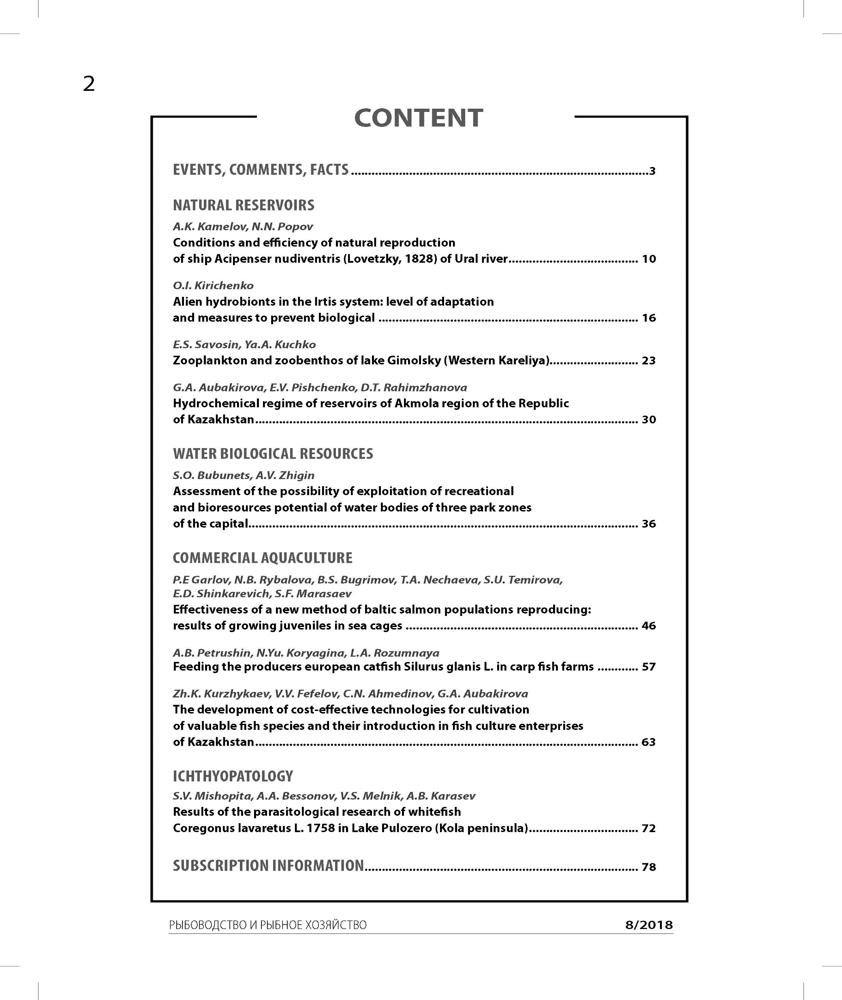 2
CONTENT
EVENTS, COMMENTS, FACTS.......................................................................................3
NATURAL RESERVOIRS
A.K. Kamelov, N.N. Popov
Conditions and efficiency of natural reproduction
of ship Acipenser nudiventris (Lovetzky, 1828) of Ural river...................................... 10
O.I. Kirichenko
Alien hydrobionts in the Irtis system: level of adaptation
and measures to prevent biological ............................................................................ 16
E.S. Savosin, Ya.A. Kuchko
Zooplankton and zoobenthos of lake Gimolsky (Western Kareliya).......................... 23
G.A. Aubakirova, E.V. Pishchenko, D.T. Rahimzhanova
Hydrochemical regime of reservoirs of Akmola region of the Republic
of Kazakhstan................................................................................................................ 30
WATER BIOLOGICAL RESOURCES
S.O. Bubunets, A.V. Zhigin
Assessment of the possibility of exploitation of recreational
and bioresources potential of water bodies of three park zones
of the capital.................................................................................................................. 36
COMMERCIAL AQUACULTURE
P.E Garlov, N.B. Rybalova, B.S. Bugrimov, T.A. Nechaeva, S.U. Temirova,
E.D. Shinkarevich, S.F. Marasaev
Effectiveness of a new method of baltic salmon populations reproducing:
results of growing juveniles in sea cages .................................................................... 46
A.B. Petrushin, N.Yu. Koryagina, L.A. Rozumnaya
Feeding the producers european catfish Silurus glanis L. in carp fish farms ............ 57
Zh.K. Kurzhykaev, V.V. Fefelov, C.N. Ahmedinov, G.A. Aubakirova
The development of cost-effective technologies for cultivation
of valuable fish species and their introduction in fish culture enterprises
of Kazakhstan................................................................................................................ 63
ICHTHYOPATOLOGY
S.V. Mishopita, A.A. Bessonov, V.S. Melnik, A.B. Karasev
Results of the parasitological research of whitefish
Coregonus lavaretus L. 1758 in Lake Pulozero (Kola peninsula)................................ 72
SUBSCRIPTION INFORMATION................................................................................ 78
РЫБОВОДСТВО И РЫБНОЕ ХОЗЯЙСТВО 8/2018